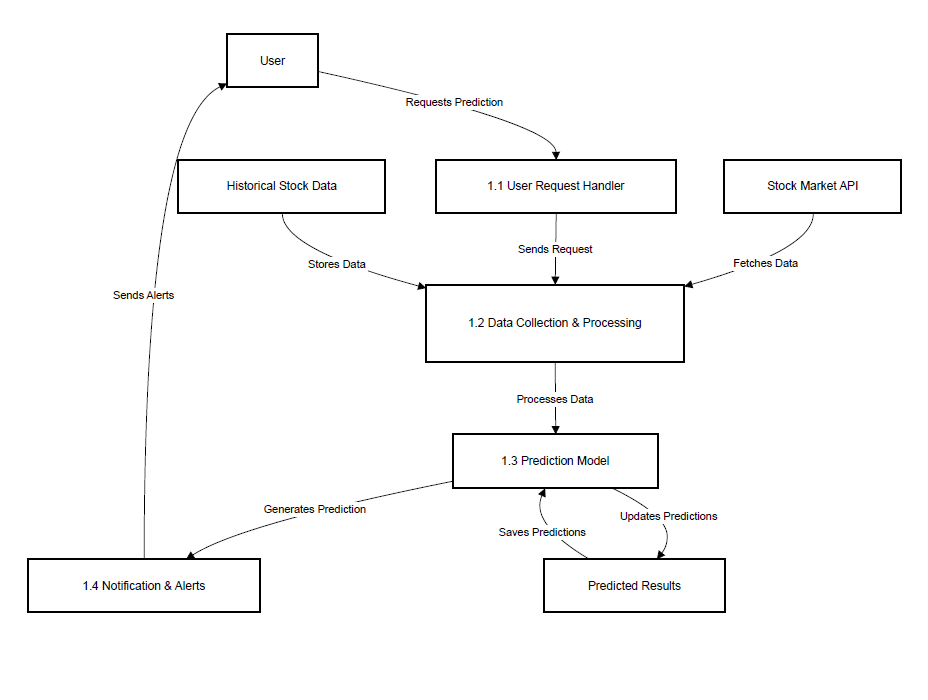 User
Requests Prediction
Historical Stock Data
1.1 User Request Handler
Stock Market API
Sends Request
Stores Data
Fetches Data
Sends Alerts
1.2 Data Collection & Processing
Processes Data
1.3 Prediction Model
Generates Prediction
Updates Predictions
Saves Predictions
1.4 Notification & Alerts
Predicted Results